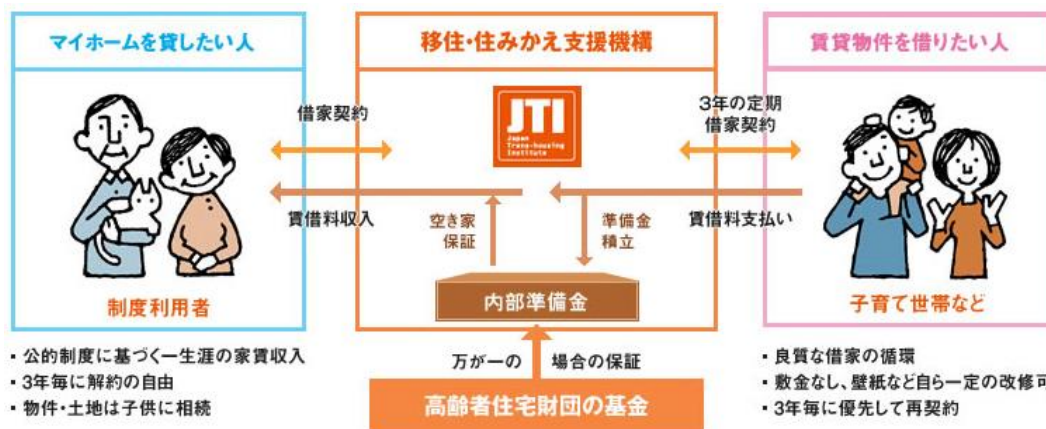 マイホームを貸したい人
移住・住みかえ支援機構
賃貸物件を借りたい人
JTI
Japan
Trans-housing
Institute
借家契約
3年の定期
借家契約
賃借料収入
空き家
保証
準備金
積立
賃借料支払い
内部準備金
制度利用者
子育て世帯など
▪ 公的制度に基づく一生涯の家賃収入
▪ 3年毎に解約の自由
▪ 物件・土地は子供に相続
万が一の 場合の保証
高齢者住宅財団の基金
▪ 良質な借家の循環
▪ 敷金なし、壁紙など自ら一定の改修可
▪ 3年毎に優先して再契約